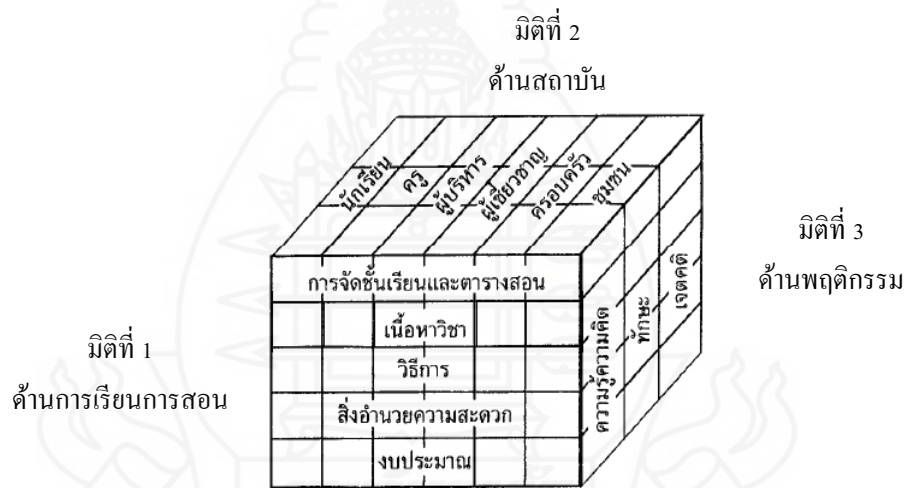 มิติที่ 2
ด้านสถาบัน
นักเรียน
ครู
ผู้บริหาร
ผู้เชี่ยวชาญ
ครอบครัว
ชุมชน
มิติที่ 3
ด้านพฤติกรรม
ความรู้ความคิด
ทักษะ
เจตคติ
การจัดชั้นเรียนและตารางสอน
เนื้อหาวิชา
วิธีการ
สิ่งอำนวยความสะดวก
งบประมาณ
มิติที่ 1
ด้านการเรียนการสอน